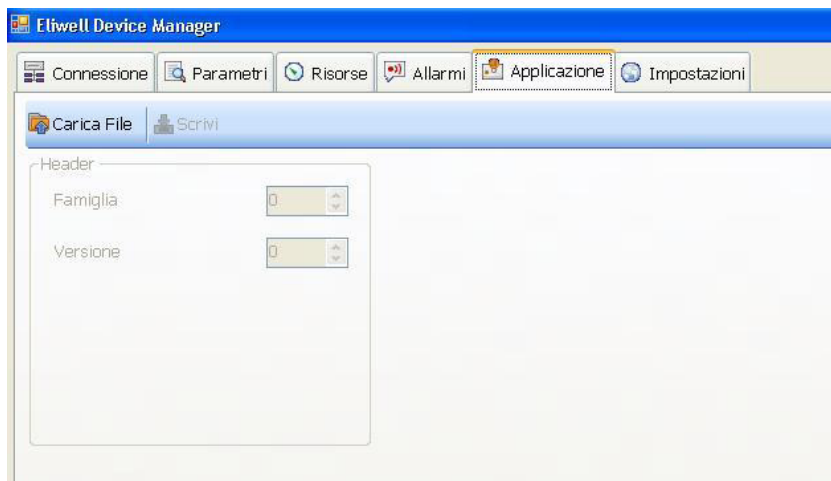 Eliwell Device Manager
Connessione Parametri Risorse Allarmi Applicazione Impostazioni
Carica File Scrivi
Header
Famiglia 0
Versione 0